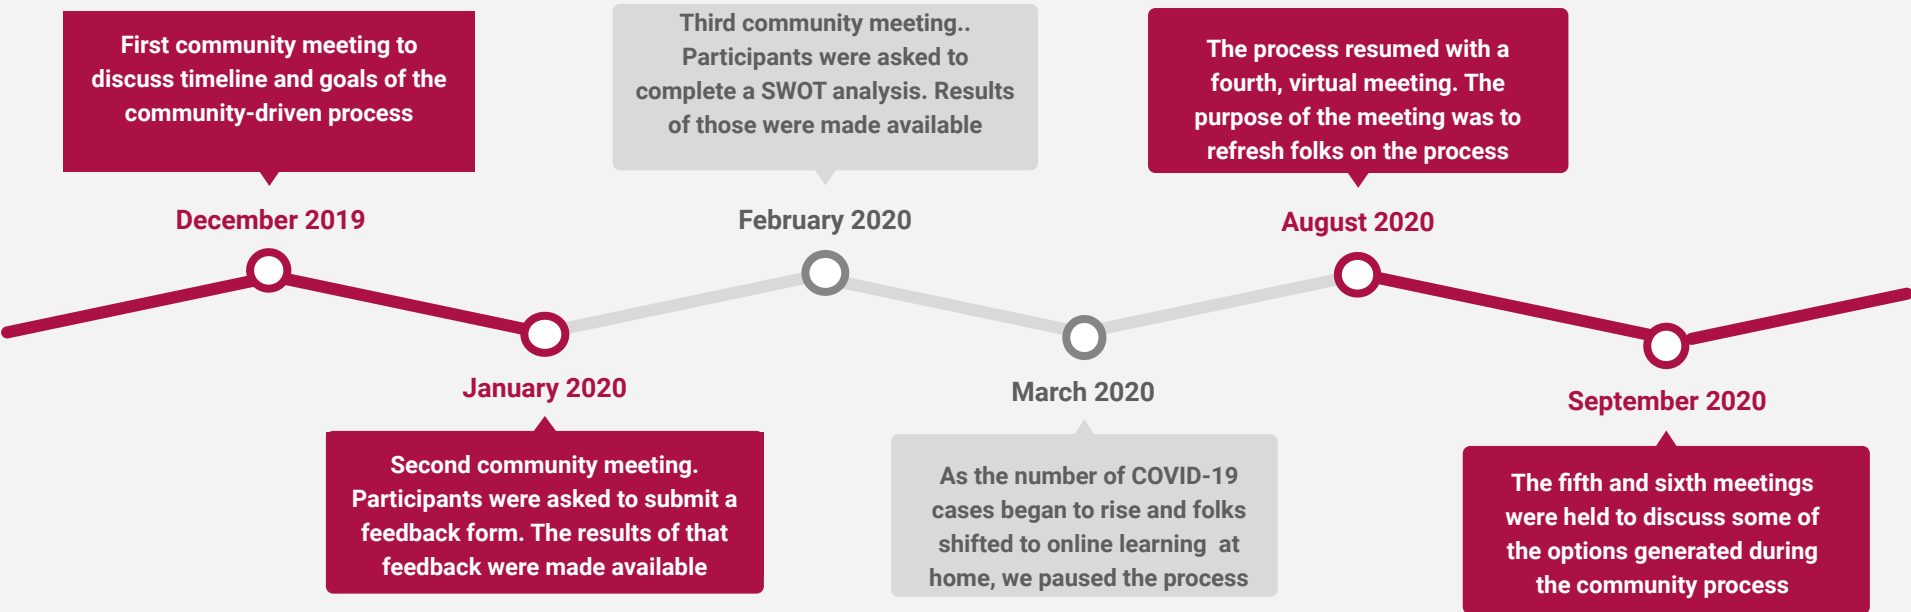 First community meeting to
discuss timeline and goals of the
community-driven process
December 2019
Second community meeting.
Participants were asked to submit a
feedback form. The results of that
feedback were made available
January 2020
Third community meeting..
Participants were asked to
complete a SWOT analysis. Results
of those were made available
February 2020
March 2020
As the number of COVID-19
cases began to rise and folks
shifted to online learning  at
home, we paused the process
The process resumed with a
fourth, virtual meeting. The
purpose of the meeting was to
refresh folks on the process
August 2020
September 2020
The fifth and sixth meetings
were held to discuss some of
the options generated during
the community process